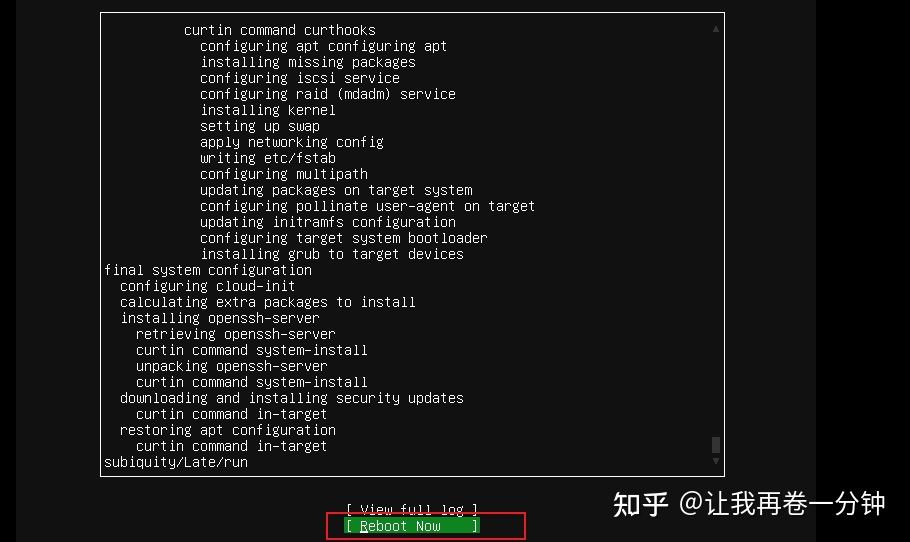 curtin command curthooks
configuring apt configuring apt
installing missing packages
configuring iscsi service
configuring raid (mdadm) service
installing kernel
setting up swap
apply networking config
writing etc/fstab
configuring multipath
updating packages on target system
configuring pollinate user-agent on target
updating initramfs configuration
configuring target system bootloader
installing grub to target devices
final system configuration
configuring cloud-init
calculating extra packages to install
installing openssh-server
retrieving openssh-server
curtin command system-install
unpacking openssh-server
curtin command system-install
downloading and installing security updates
curtin command in-target
restoring apt configuration
curtin command in-target
subiquity/Late/run
[ View full log ]
[ Reboot Now ]
知乎 @让我再卷一分钟